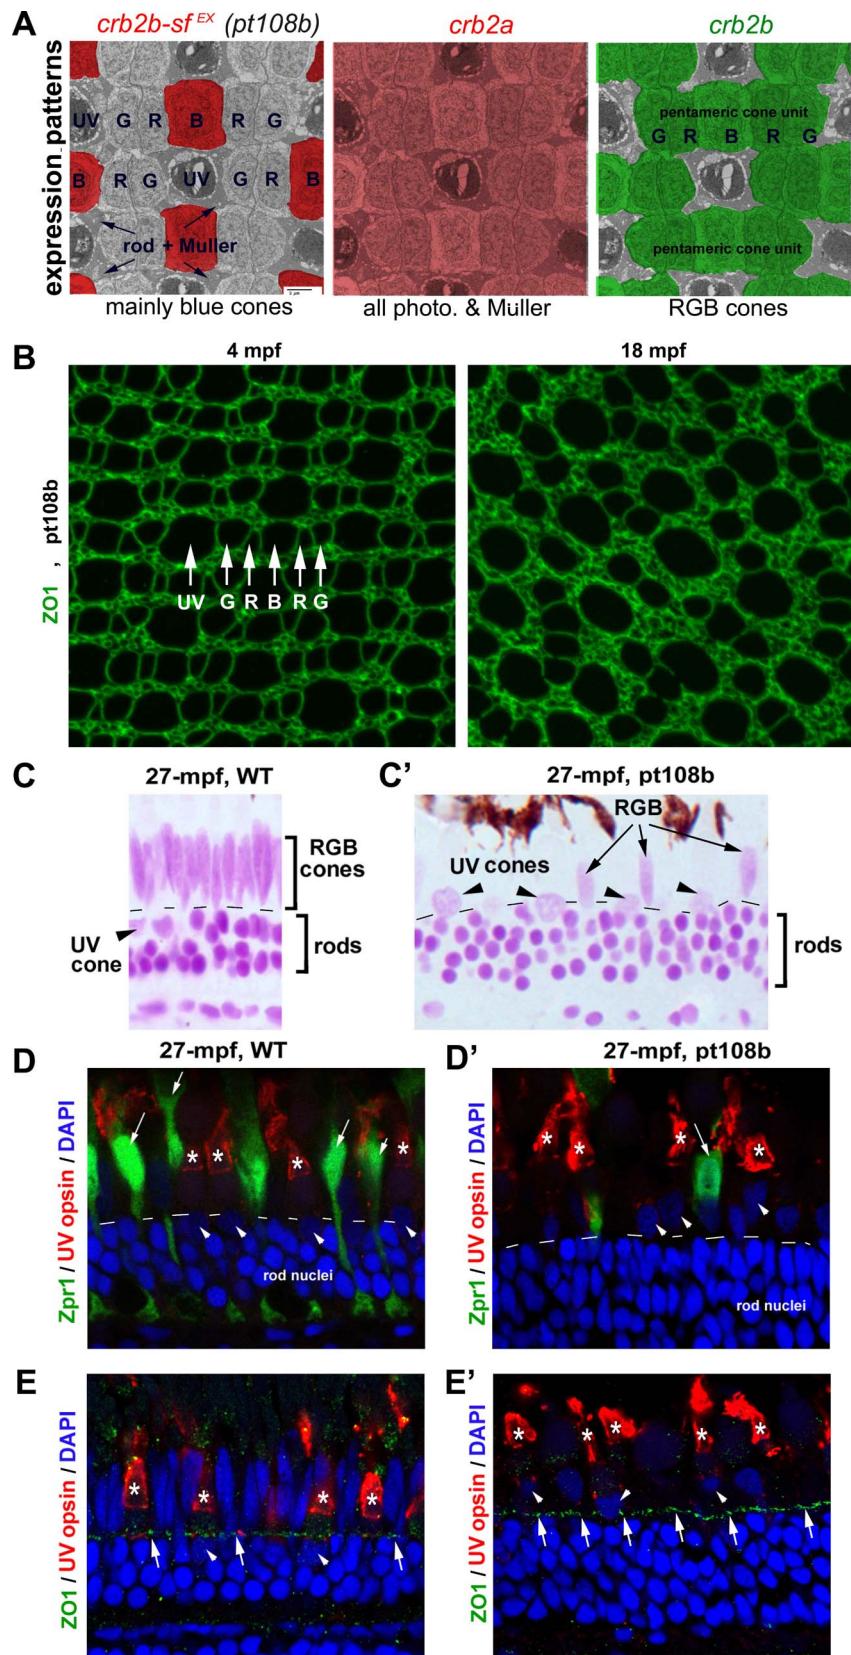 A
crb2b-sf EX (pt108b)
crb2a
crb2b
expression patterns
UV G R B R G
B R G UV G R B
rod + Muller
pentameric cone unit
G R B R G
pentameric cone unit
mainly blue cones
all photo. & Muller
RGB cones
B
4 mpf
18 mpf
ZO1 , pt108b
UV G R B R G
C
27-mpf, WT
C'
27-mpf, pt108b
RGB
cones
UV
cone
rods
RGB
UV cones
rods
D
27-mpf, WT
D'
27-mpf, pt108b
Zpr1 / UV opsin / DAPI
* * * *
rod nuclei
Zpr1 / UV opsin / DAPI
* * * *
rod nuclei
E
E'
ZO1 / UV opsin / DAPI
* * * *
ZO1 / UV opsin / DAPI
* * * * *